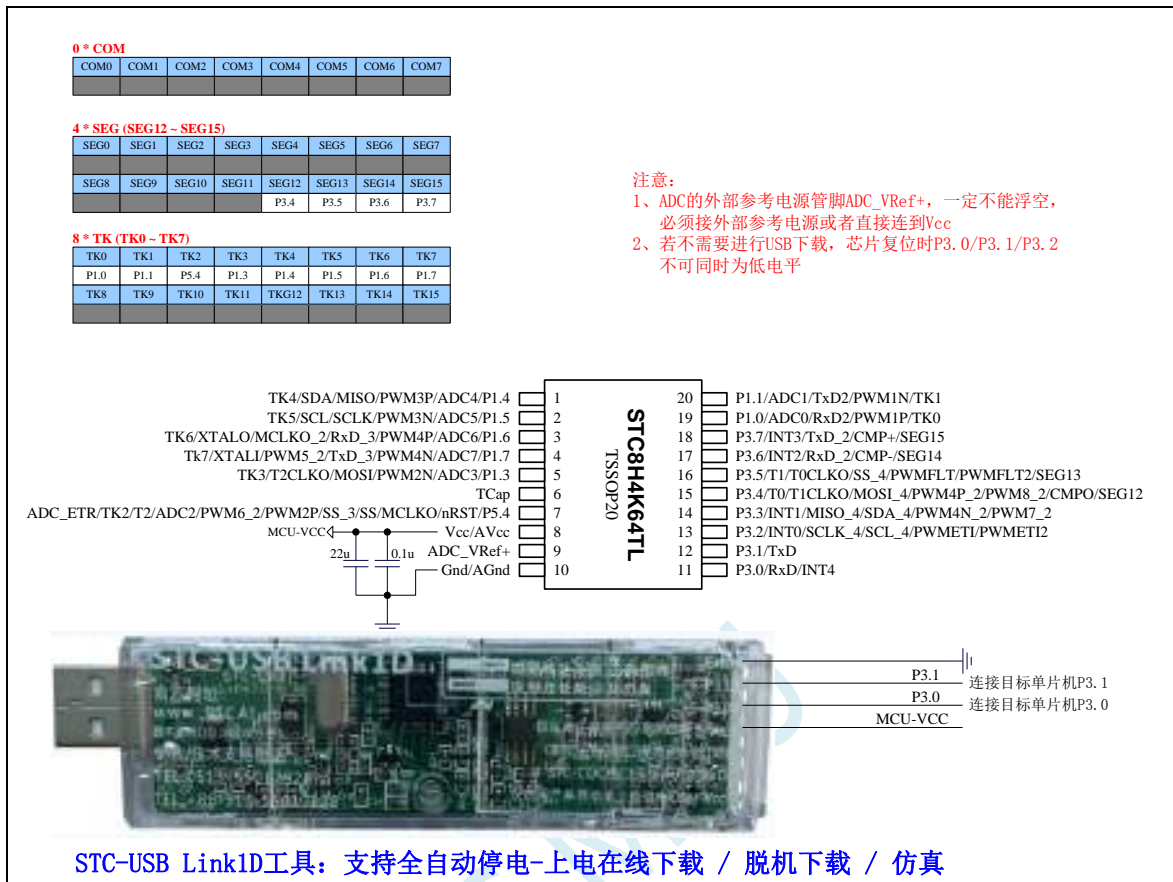 0 * COM
COM0 COM1 COM2 COM3 COM4 COM5 COM6 COM7
4 * SEG (SEG12 ~ SEG15)
SEG0 SEG1 SEG2 SEG3 SEG4 SEG5 SEG6 SEG7
SEG8 SEG9 SEG10 SEG11 SEG12 SEG13 SEG14 SEG15
P3.4 P3.5 P3.6 P3.7
8 * TK (TK0 ~ TK7)
TK0 TK1 TK2 TK3 TK4 TK5 TK6 TK7
P1.0 P1.1 P5.4 P1.3 P1.4 P1.5 P1.6 P1.7
TK8 TK9 TK10 TK11 TKG12 TK13 TK14 TK15
注意:
1、ADC的外部参考电源管脚ADC_VRef+，一定不能浮空，
必须接外部参考电源或者直接连到Vcc
2、若不需要进行USB下载，芯片复位时P3.0/P3.1/P3.2
不可同时为低电平
TK4/SDA/MISO/PWM3P/ADC4/P1.4 1 20 P1.1/ADC1/TxD2/PWM1N/TK1
TK5/SCL/SCLK/PWM3N/ADC5/P1.5 2 19 P1.0/ADC0/RxD2/PWM1P/TK0
TK6/XTALO/MCLKO_2/RxD_3/PWM4P/ADC6/P1.6 3 18 P3.7/INT3/TxD_2/CMP+/SEG15
Tk7/XTALI/PWM5_2/TxD_3/PWM4N/ADC7/P1.7 4 17 P3.6/INT2/RxD_2/CMP-/SEG14
TK3/T2CLKO/MOSI/PWM2N/ADC3/P1.3 5 16 P3.5/T1/T0CLKO/SS_4/PWMFLT/PWMFLT2/SEG13
TCap 6 15 P3.4/T0/T1CLKO/MOSI_4/PWM4P_2/PWM8_2/CMPO/SEG12
ADC_ETR/TK2/T2/ADC2/PWM6_2/PWM2P/SS_3/SS/MCLKO/nRST/P5.4 7 14 P3.3/INT1/MISO_4/SDA_4/PWM4N_2/PWM7_2
MCU-VCC Vcc/AVcc 8 13 P3.2/INT0/SCLK_4/SCL_4/PWMETI/PWMETI2
22u 0.1u ADC_VRef+ 9 12 P3.1/TxD
Gnd/AGnd 10 11 P3.0/RxD/INT4
STC8H4K64TL
TSSOP20
STC-USB Link1D
P3.1 连接目标单片机P3.1
P3.0 连接目标单片机P3.0
MCU-VCC
STC-USB Link1D工具: 支持全自动停电-上电在线下载 / 脱机下载 / 仿真